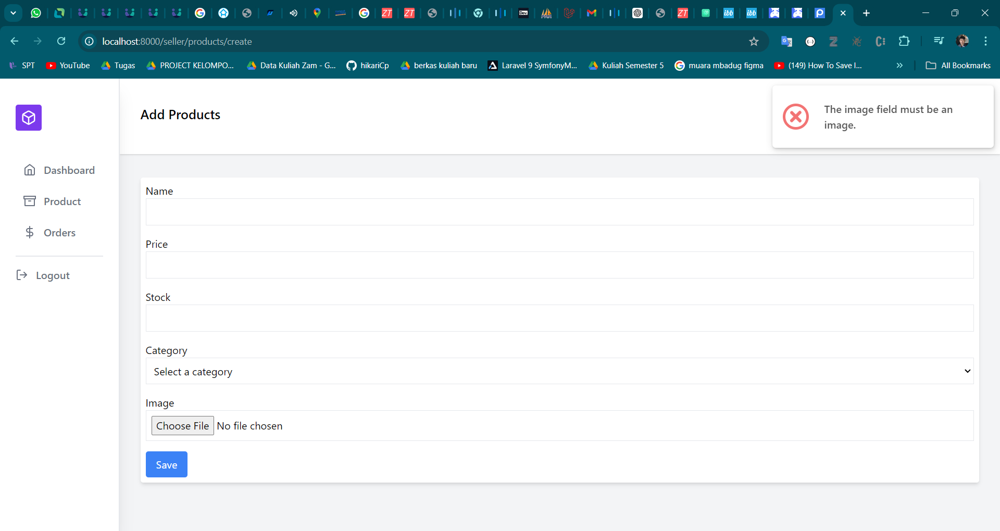 localhost:8000/seller/products/create
SPT
YouTube
Tugas
PROJECT KELOMPO...
Data Kuliah Zam - G...
hikariCp
berkas kuliah baru
Laravel 9 SymfonyM...
Kuliah Semester 5
muara mbadug figma
(149) How To Save I...
All Bookmarks
Add Products
The image field must be an
image.
Dashboard
Product
Orders
Logout
Name
Price
Stock
Category
Select a category
Image
Choose File No file chosen
Save